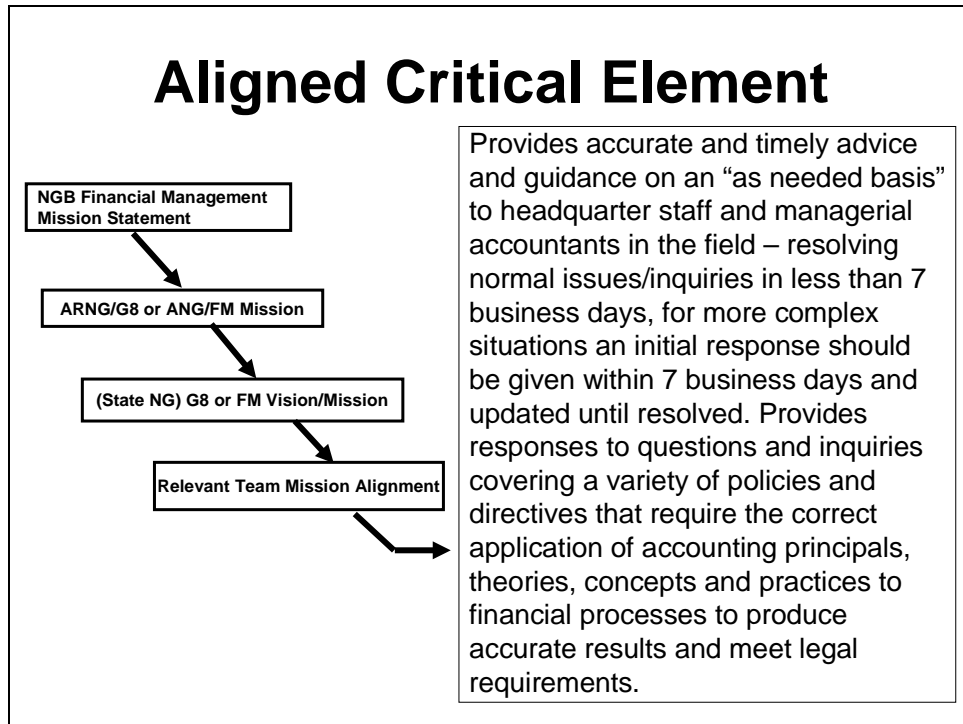 Aligned Critical Element
NGB Financial Management
Mission Statement
ARNG/G8 or ANG/FM Mission
(State NG) G8 or FM Vision/Mission
Relevant Team Mission Alignment
Provides accurate and timely advice
and guidance on an “as needed basis”
to headquarter staff and managerial
accountants in the field – resolving
normal issues/inquiries in less than 7
business days, for more complex
situations an initial response should
be given within 7 business days and
updated until resolved. Provides
responses to questions and inquiries
covering a variety of policies and
directives that require the correct
application of accounting principals,
theories, concepts and practices to
financial processes to produce
accurate results and meet legal
requirements.